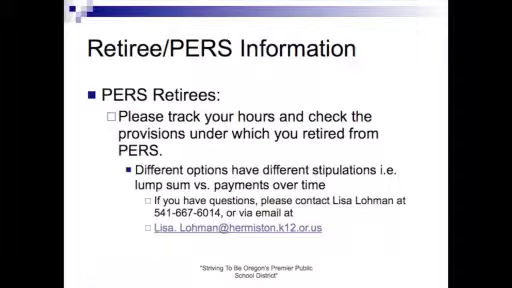 Retiree/PERS Information
PERS Retirees:
Please track your hours and check the
provisions under which you retired from
PERS.
Different options have different stipulations i.e.
lump sum vs. payments over time
If you have questions, please contact Lisa Lohman at
541-667-6014, or via email at
Lisa. Lohman@hermiston.k12.or.us
"Striving To Be Oregon's Premier Public
School District"